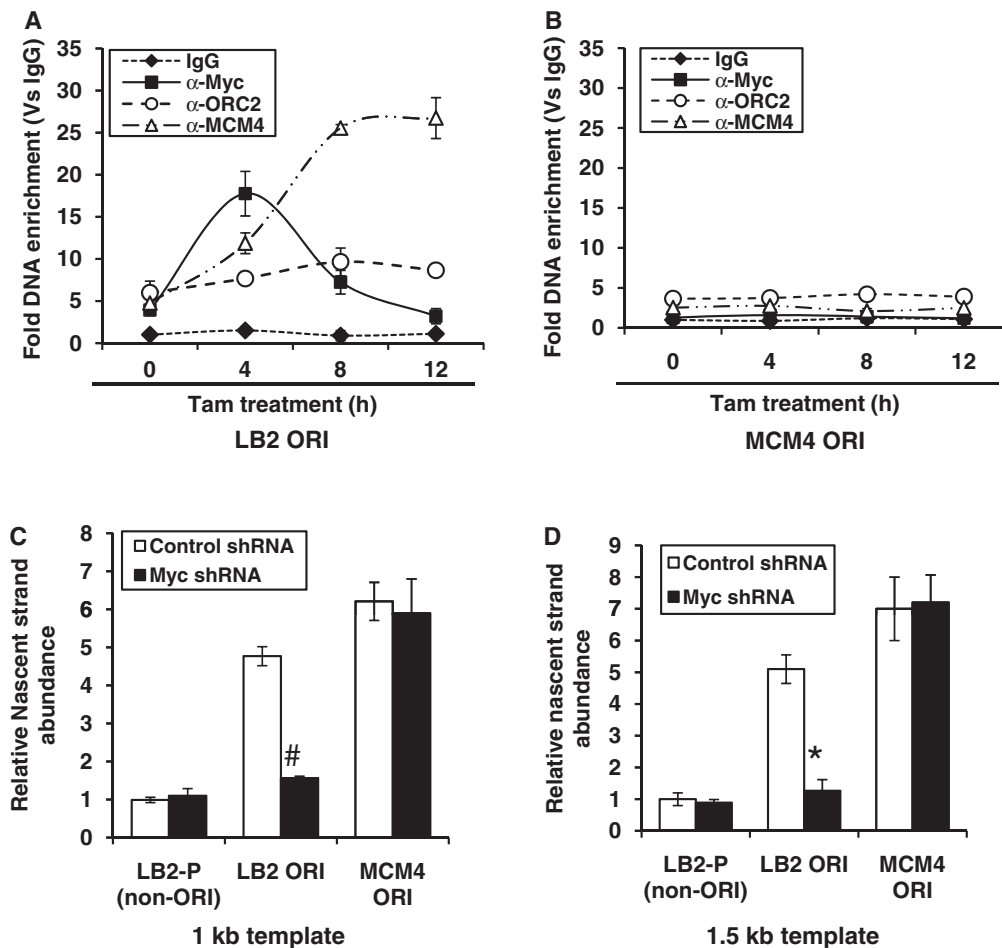 A
Fold DNA enrichment (Vs IgG)
35
30
25
20
15
10
5
0
IgG
α-Myc
α-ORC2
α-MCM4
0 4 8 12
Tam treatment (h)
LB2 ORI
B
Fold DNA enrichment (Vs IgG)
35
30
25
20
15
10
5
0
IgG
α-Myc
α-ORC2
α-MCM4
0 4 8 12
Tam treatment (h)
MCM4 ORI
C
Relative Nascent strand
abundance
8
7
6
5
4
3
2
1
0
Control shRNA
Myc shRNA
#
LB2-P
(non-ORI)
LB2 ORI
MCM4
ORI
1 kb template
D
Relative nascent strand
abundance
9
8
7
6
5
4
3
2
1
0
Control shRNA
Myc shRNA
*
LB2-P
(non-ORI)
LB2 ORI
MCM4
ORI
1.5 kb template